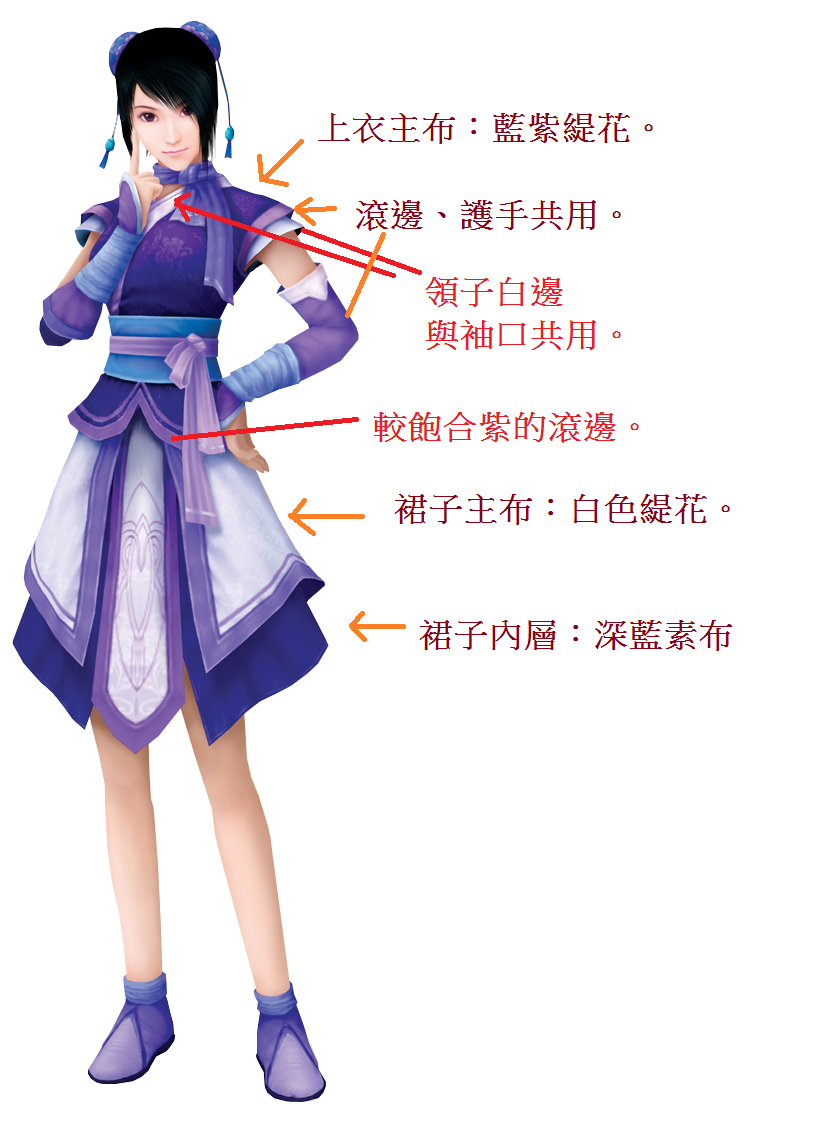 上衣主布：藍紫緹花。
滾邊、護手共用。
領子白邊
與袖口共用。
較飽合紫的滾邊。
裙子主布：白色緹花。
裙子內層：深藍素布